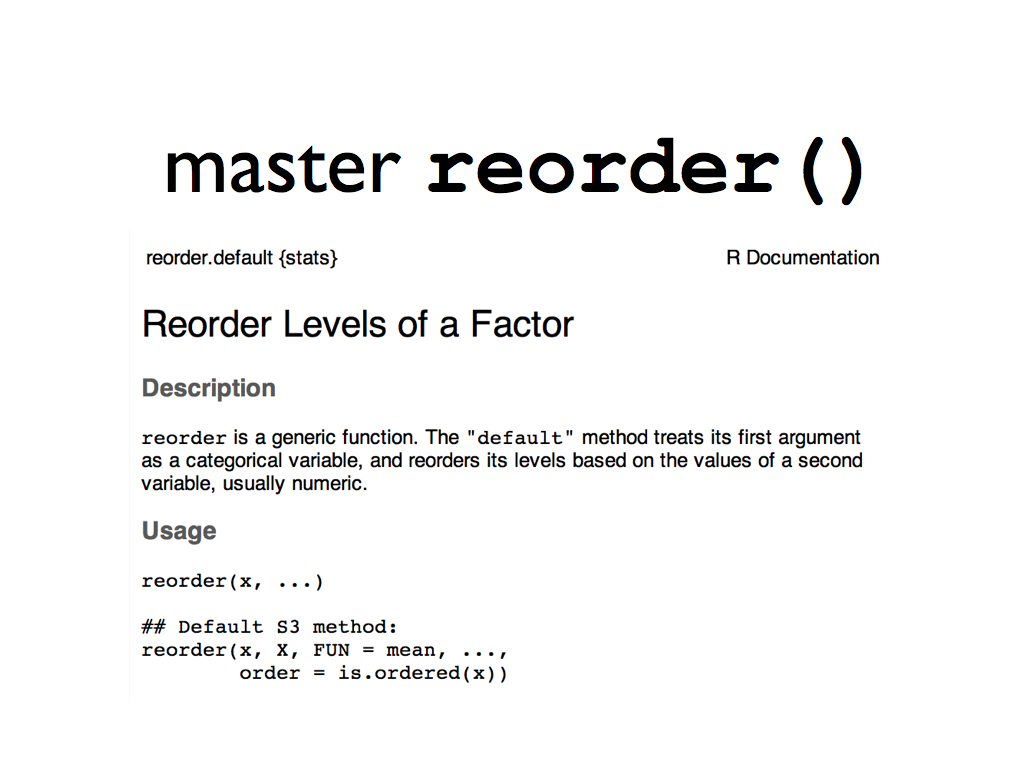 master reorder()
reorder.default {stats}
R Documentation
Reorder Levels of a Factor
Description
reorder is a generic function. The "default" method treats its first argument
as a categorical variable, and reorders its levels based on the values of a second
variable, usually numeric.
Usage
reorder(x, ...)
## Default S3 method:
reorder(x, X, FUN = mean, ...,
        order = is.ordered(x))